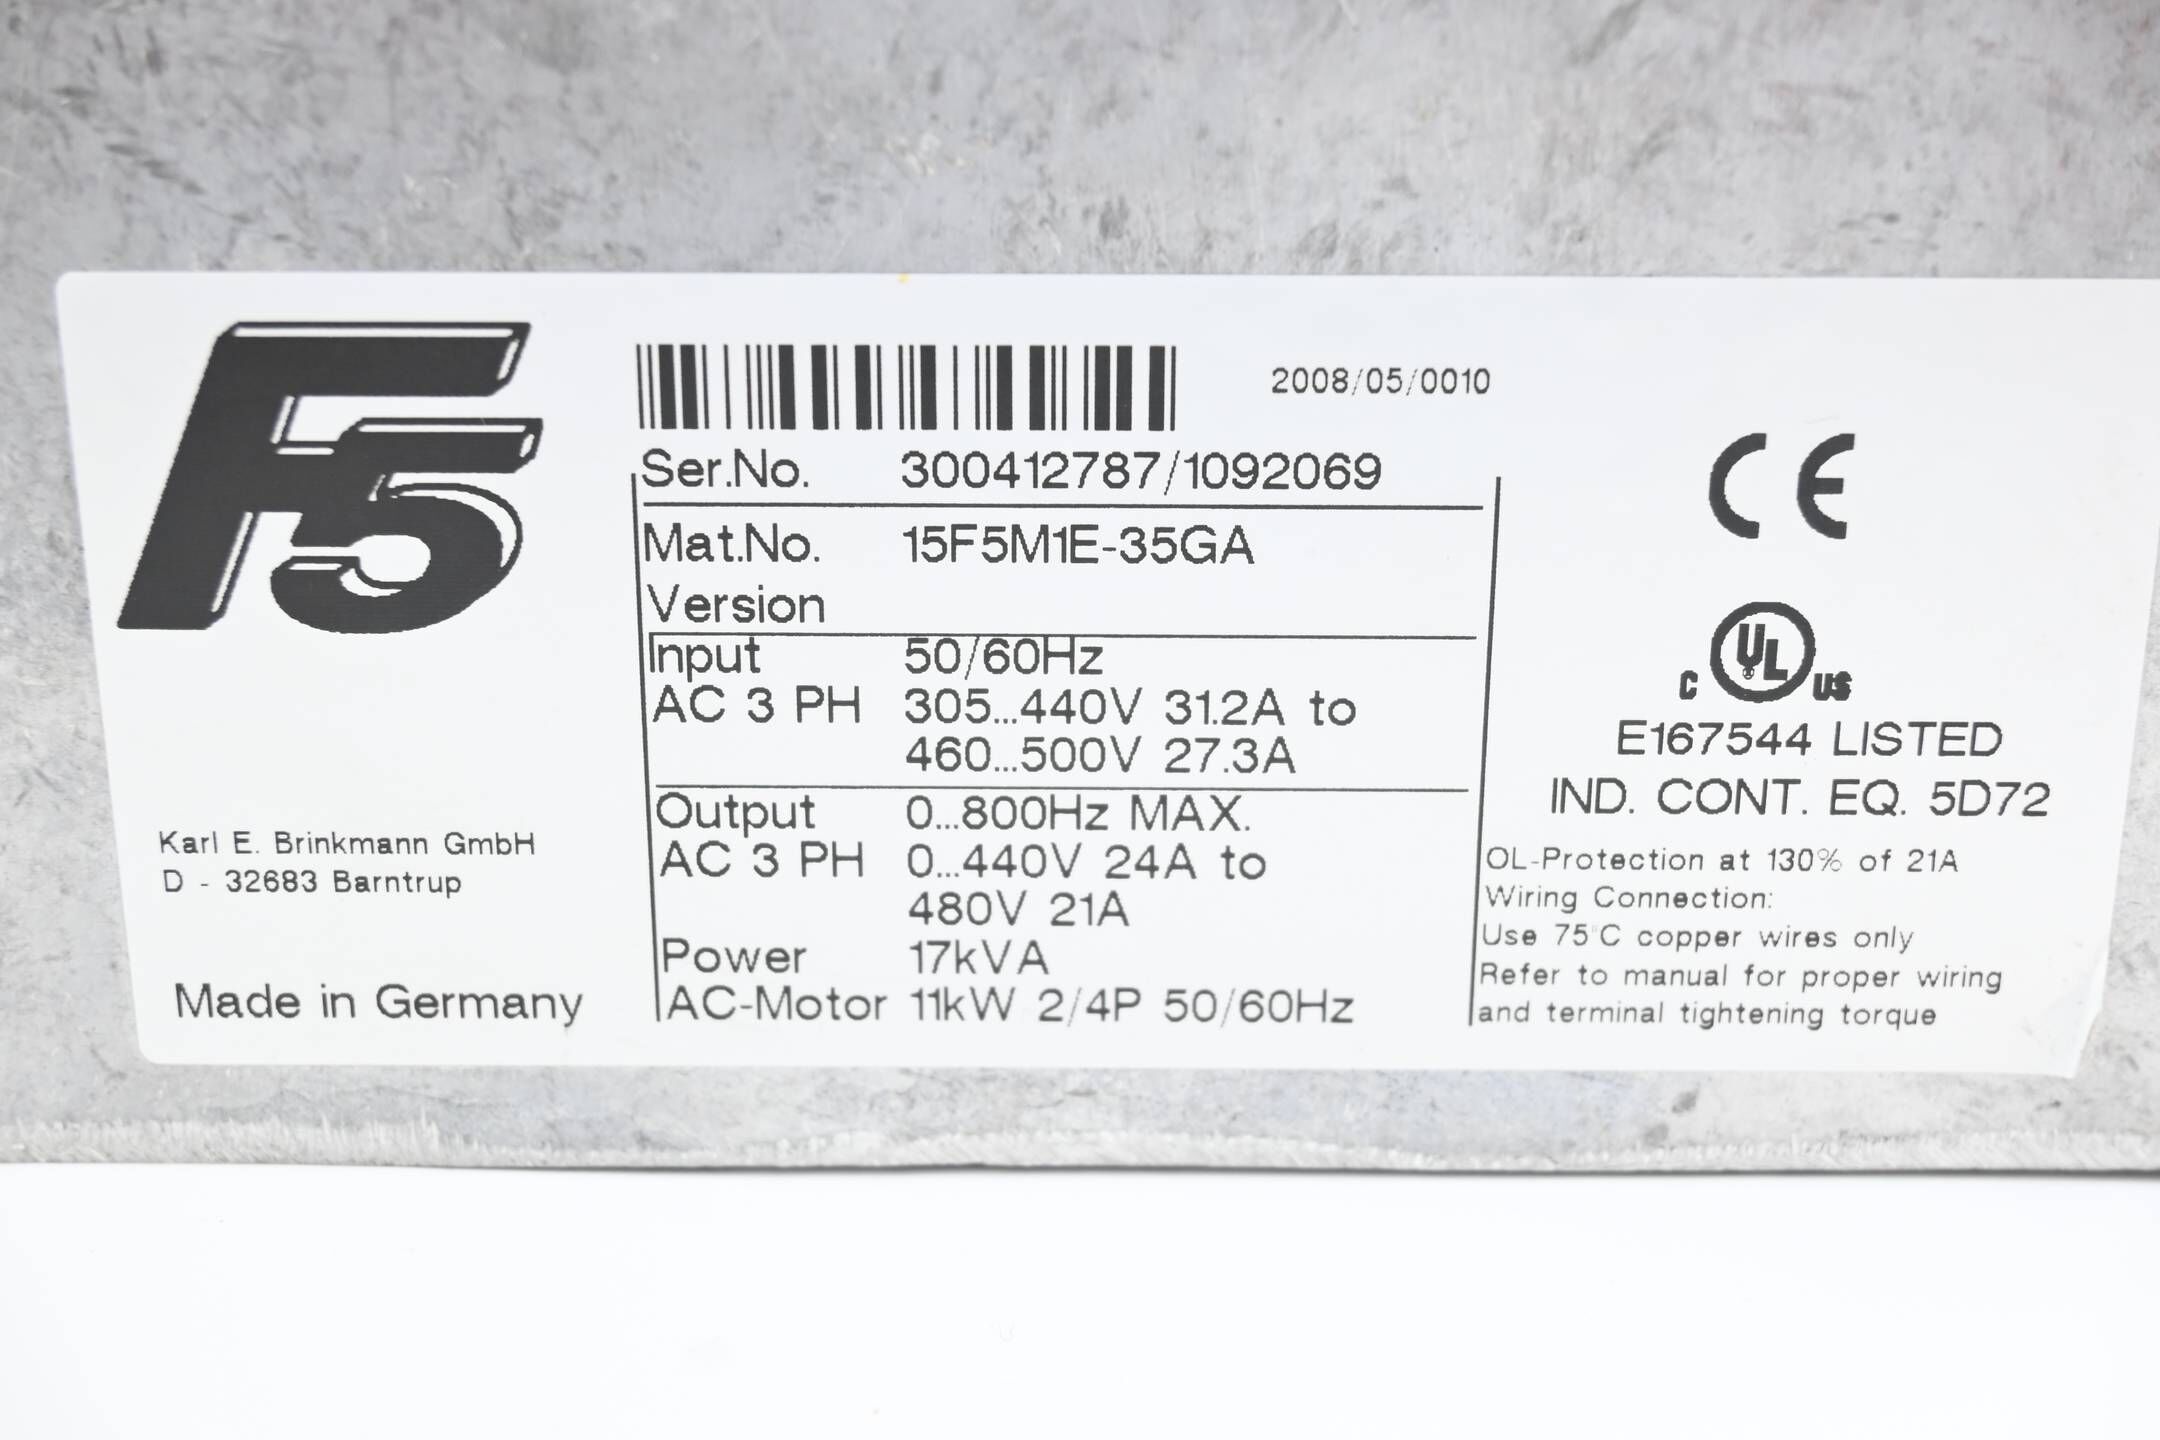 F5
2008/05/0010
Ser.No. 300412787/1092069
Mat.No. 15F5M1E-35GA
Version
Input 50/60Hz
AC 3 PH 305...440V 31.2A to
460...500V 27.3A
Output 0...800Hz MAX.
AC 3 PH 0...440V 24A to
480V 21A
Power 17kVA
AC-Motor 11kW 2/4P 50/60Hz
Karl E. Brinkmann GmbH
D - 32683 Barntrup
Made in Germany
CE
C UL US
E167544 LISTED
IND. CONT. EQ. 5D72
OL-Protection at 130% of 21A
Wiring Connection:
Use 75°C copper wires only
Refer to manual for proper wiring
and terminal tightening torque